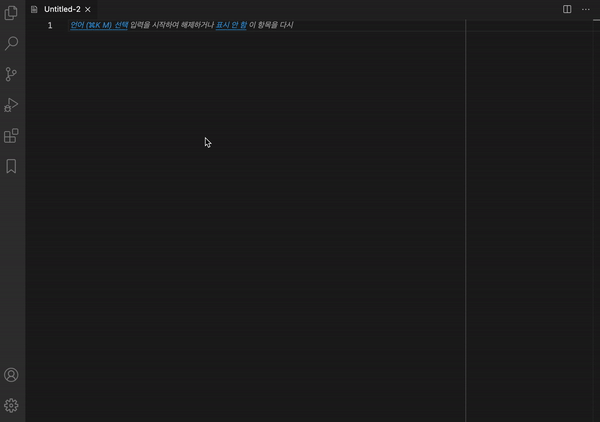 Untitled-2
1 언어 (⌘K M) 선택 입력을 시작하여 해제하거나 표시 안 함 이 항목을 다시